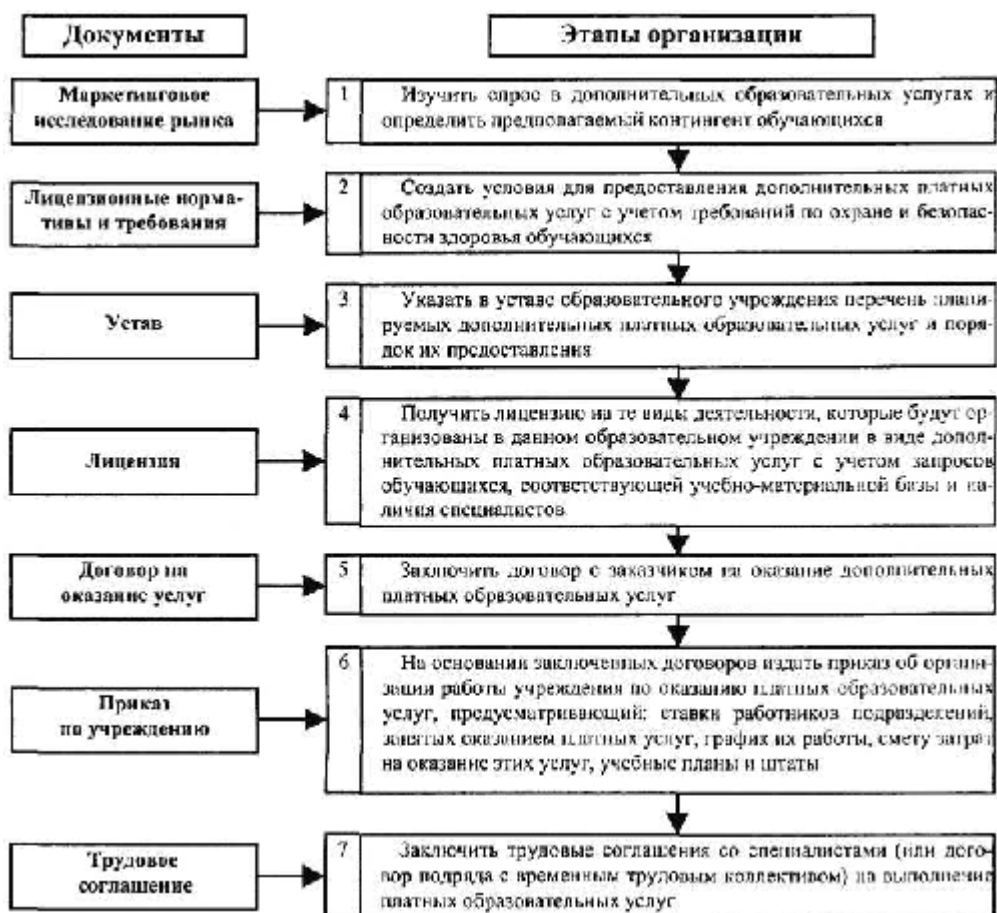 Документы
Этапы организации
Маркетинговое
исследование рынка
1
Изучить спрос в дополнительных образовательных услугах и
определить предполагаемый контингент обучающихся
Лицензионные норма-
тивы и требования
2
Создать условия для предоставления дополнительных платных
образовательных услуг с учетом требований по охране и безопас-
ности здоровья обучающихся
Устав
3
Указать в уставе образовательного учреждения перечень плани-
руемых дополнительных платных образовательных услуг и поря-
док их предоставления
Лицензия
4
Получить лицензию на те виды деятельности, которые будут ор-
ганизованы в данном образовательном учреждении в виде допол-
нительных платных образовательных услуг с учетом запросов
обучающихся, соответствующей учебно-материальной базы и на-
личия специалистов
Договор на
оказание услуг
5
Заключить договор с заказчиком на оказание дополнительных
платных образовательных услуг
Приказ
по учреждению
6
На основании заключенных договоров издать приказ об органи-
зации работы учреждения по оказанию платных образовательных
услуг, предусматривающий: ставки работников подразделений,
занятых оказанием платных услуг, график их работы, смету затрат
на оказание этих услуг, учебные планы и штаты
Трудовое
соглашение
7
Заключить трудовые соглашения со специалистами (или дого-
вор подряда с временным трудовым коллективом) на выполнение
платных образовательных услуг